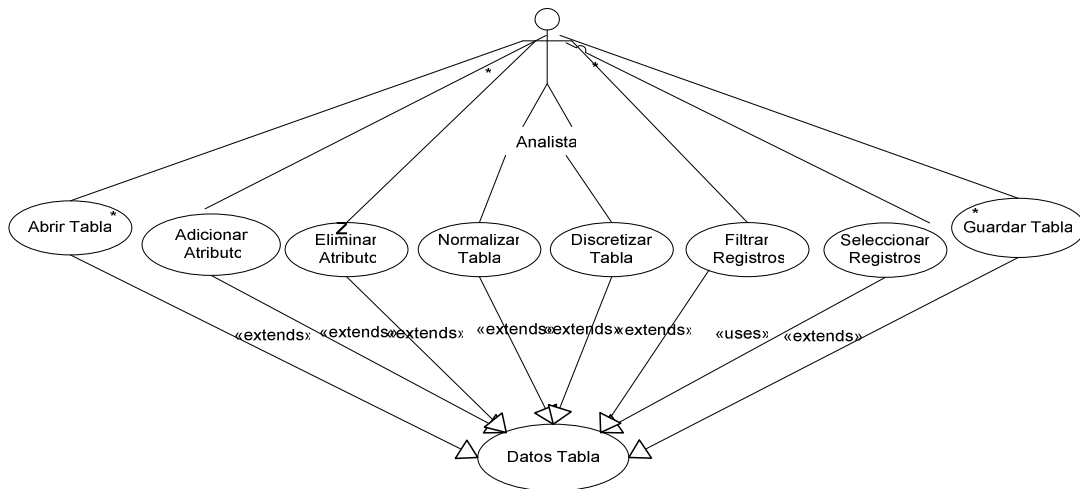 *
*
Analista
Abrir Tabla
*
Adicionar
Atributo
Eliminar
Atributo
Normalizar
Tabla
Discretizar
Tabla
Filtrar
Registros
Seleccionar
Registros
*
Guardar Tabla
«extends»
«extends»
«extends»
«extends»
«extends»
«extends»
«uses»
«extends»
Datos Tabla